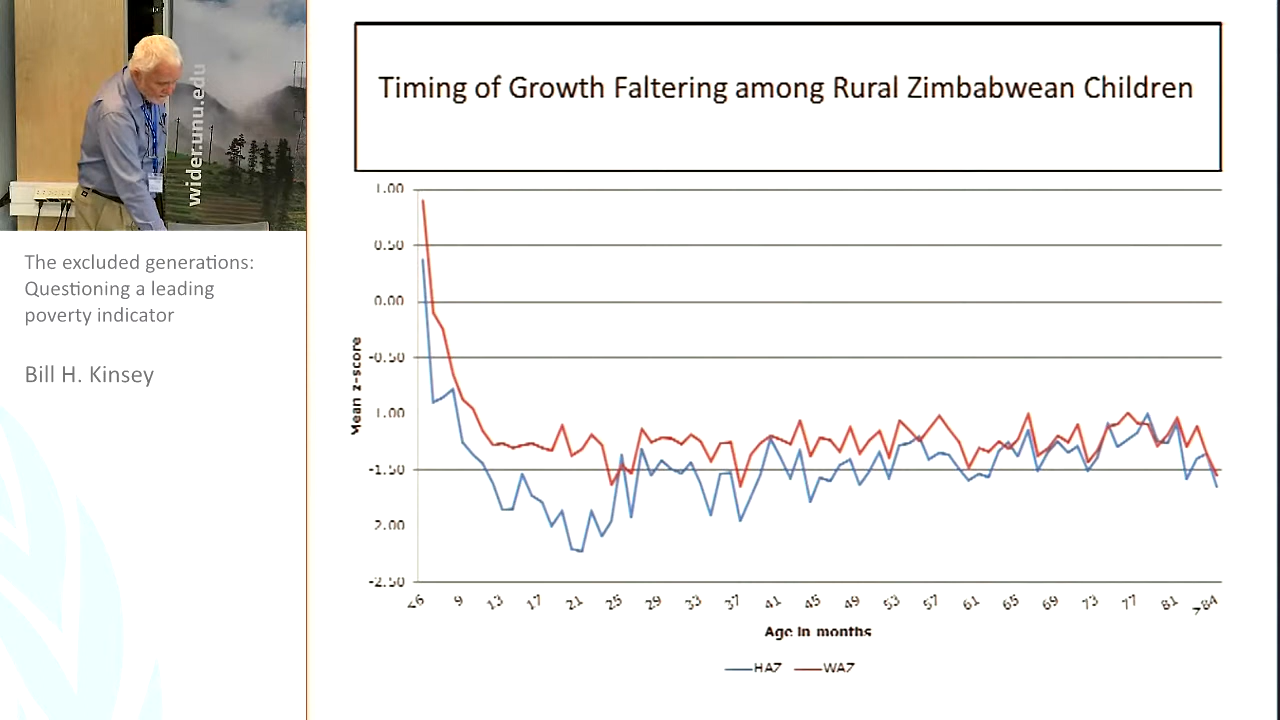 wider.unu.edu
The excluded generations:
Questioning a leading
poverty indicator
Bill H. Kinsey
Timing of Growth Faltering among Rural Zimbabwean Children
1.00
0.50
0.00
-0.50
1.00
-1.50
2.00
-2.50
Mean z-score
<6 9 13 17 21 25 29 33 37 41 45 49 53 57 61 65 69 73 77 81 >84
Age in months
HAZ WAZ